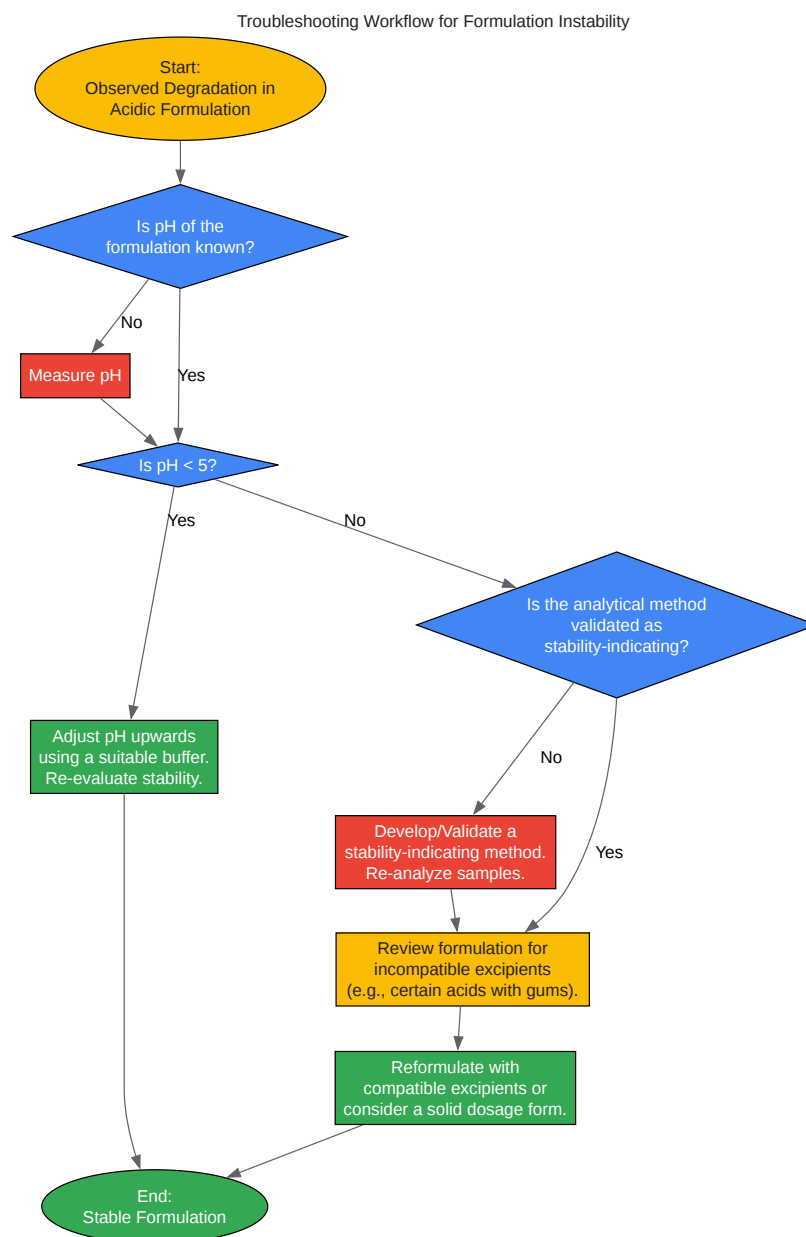 Troubleshooting Workflow for Formulation Instability
Start:
Observed Degradation in
Acidic Formulation
Is pH of the
formulation known?
No
Yes
Measure pH
Is pH < 5?
Yes
No
Is the analytical method
validated as
stability-indicating?
Adjust pH upwards
using a suitable buffer.
Re-evaluate stability.
No
Yes
Develop/Validate a
stability-indicating method.
Re-analyze samples.
Review formulation for
incompatible excipients
(e.g., certain acids with gums).
Reformulate with
compatible excipients or
consider a solid dosage form.
End:
Stable Formulation